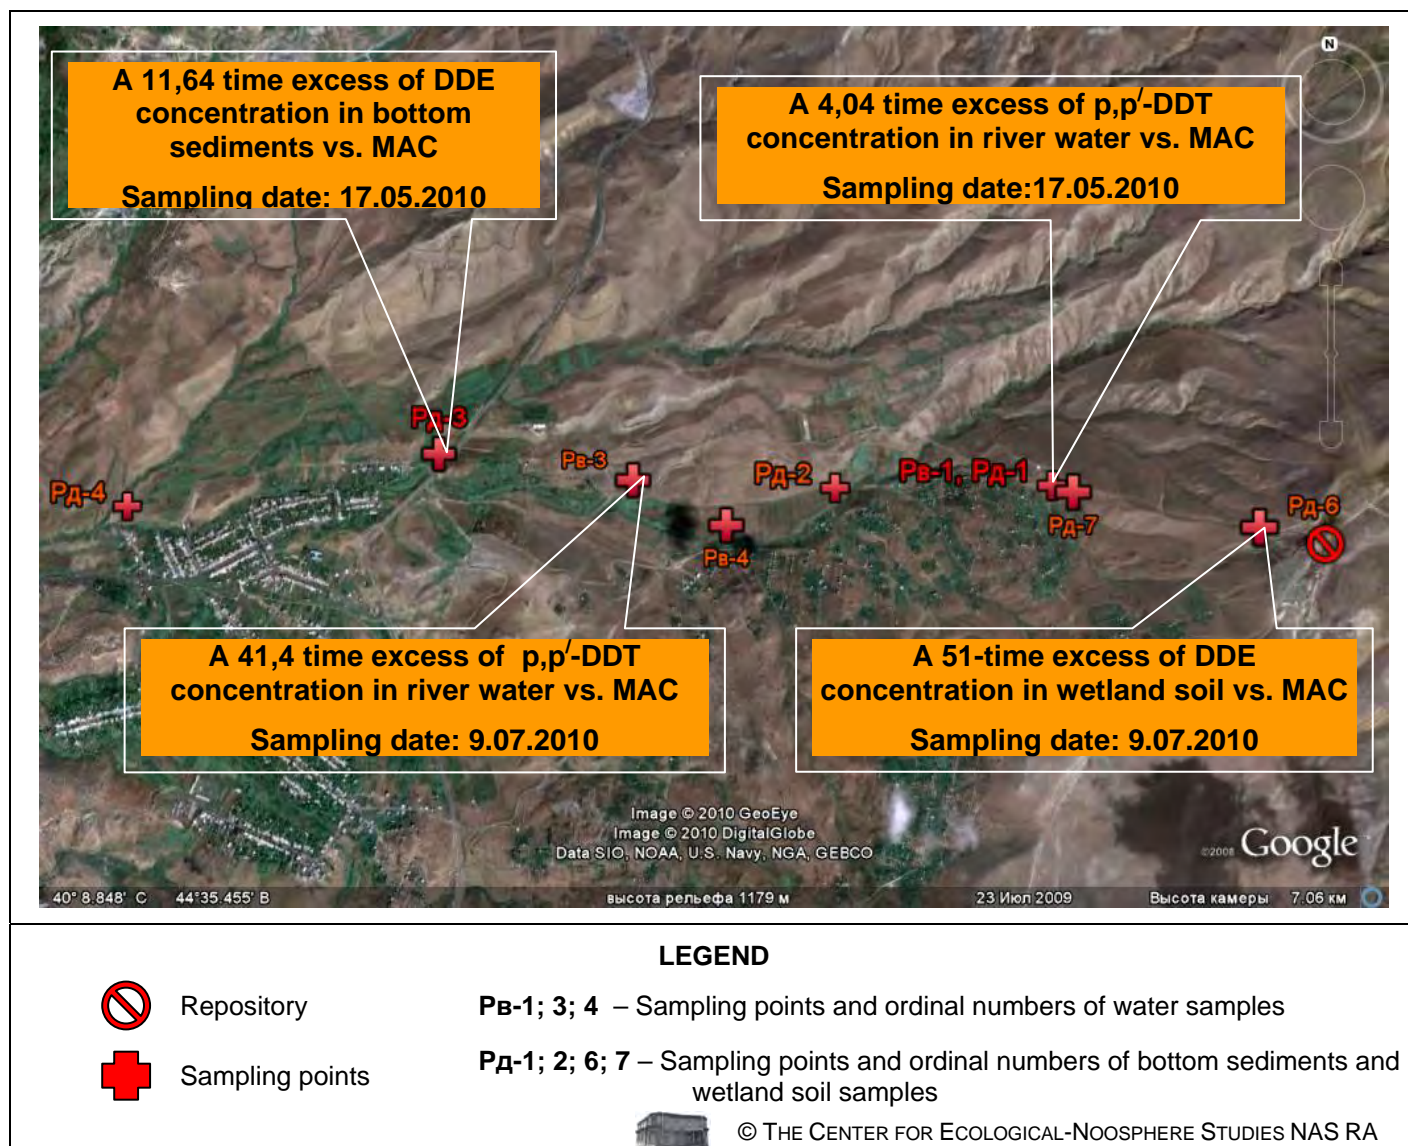 N
A 11,64 time excess of DDE
concentration in bottom
sediments vs. MAC
Sampling date: 17.05.2010
A 4,04 time excess of p,p/-DDT
concentration in river water vs. MAC
Sampling date:17.05.2010
Рд-3
Рв-3
Рд-2
Рв-1, Рд-1
Рд-4
Рд-6
Рд-7
Рв-4
A 41,4 time excess of p,p/-DDT
concentration in river water vs. MAC
Sampling date: 9.07.2010
A 51-time excess of DDE
concentration in wetland soil vs. MAC
Sampling date: 9.07.2010
Image © 2010 GeoEye
Image © 2010 DigitalGlobe
Data SIO, NOAA, U.S. Navy, NGA, GEBCO
©2008 Google
40° 8.848' С 44°35.455' В
высота рельефа 1179 м
23 Июл 2009
Высота камеры 7.06 км
LEGEND
Repository
Рв-1; 3; 4 – Sampling points and ordinal numbers of water samples
Sampling points
Рд-1; 2; 6; 7 – Sampling points and ordinal numbers of bottom sediments and
wetland soil samples
© THE CENTER FOR ECOLOGICAL-NOOSPHERE STUDIES NAS RA